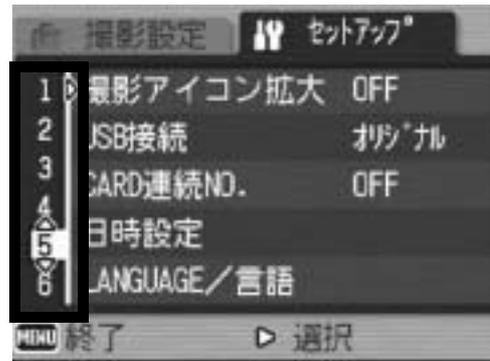 撮影設定 セットアップ
1 撮影アイコン拡大 OFF
2 USB接続 オリジナル
3 CARD連続NO. OFF
4
5 日時設定
6 LANGUAGE/言語
MENU 終了 選択